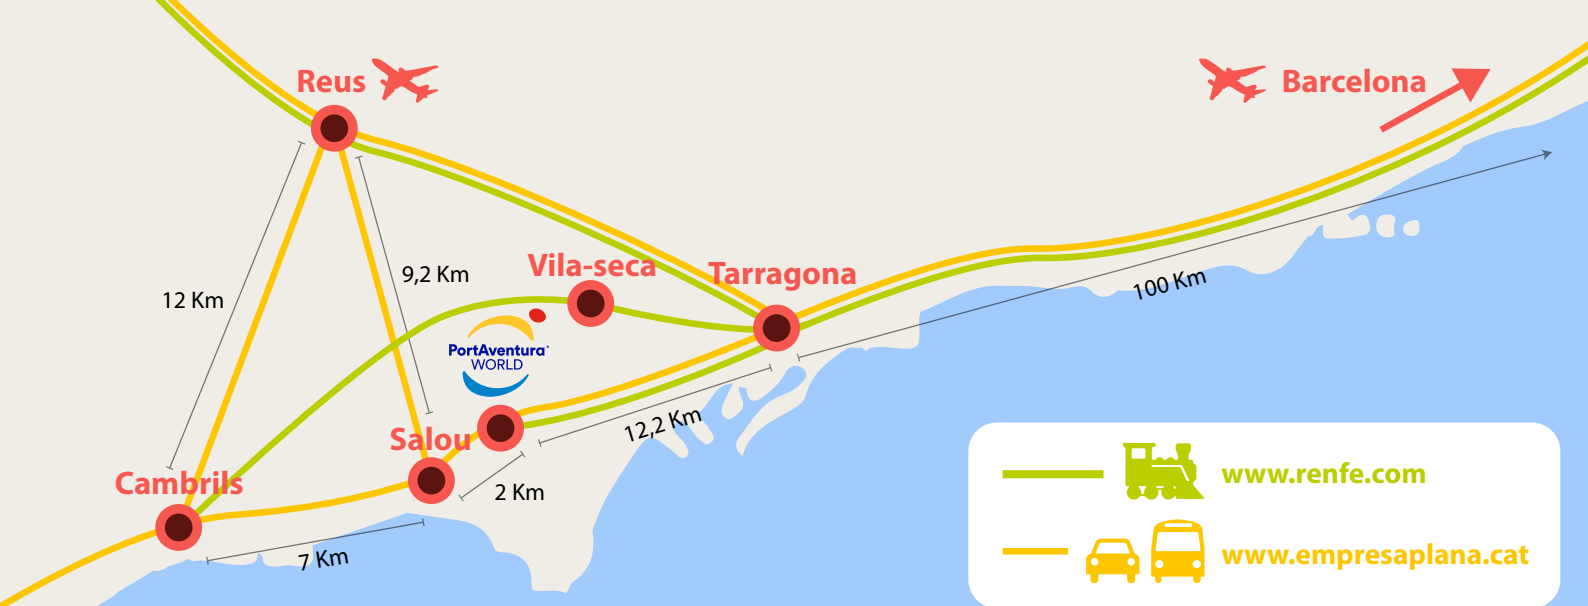 Reus
Barcelona
9,2 Km
Vila-seca
Tarragona
12 Km
100 Km
PortAventura®
WORLD
12,2 Km
Salou
Cambrils
2 Km
7 Km
www.renfe.com
www.empresaplana.cat